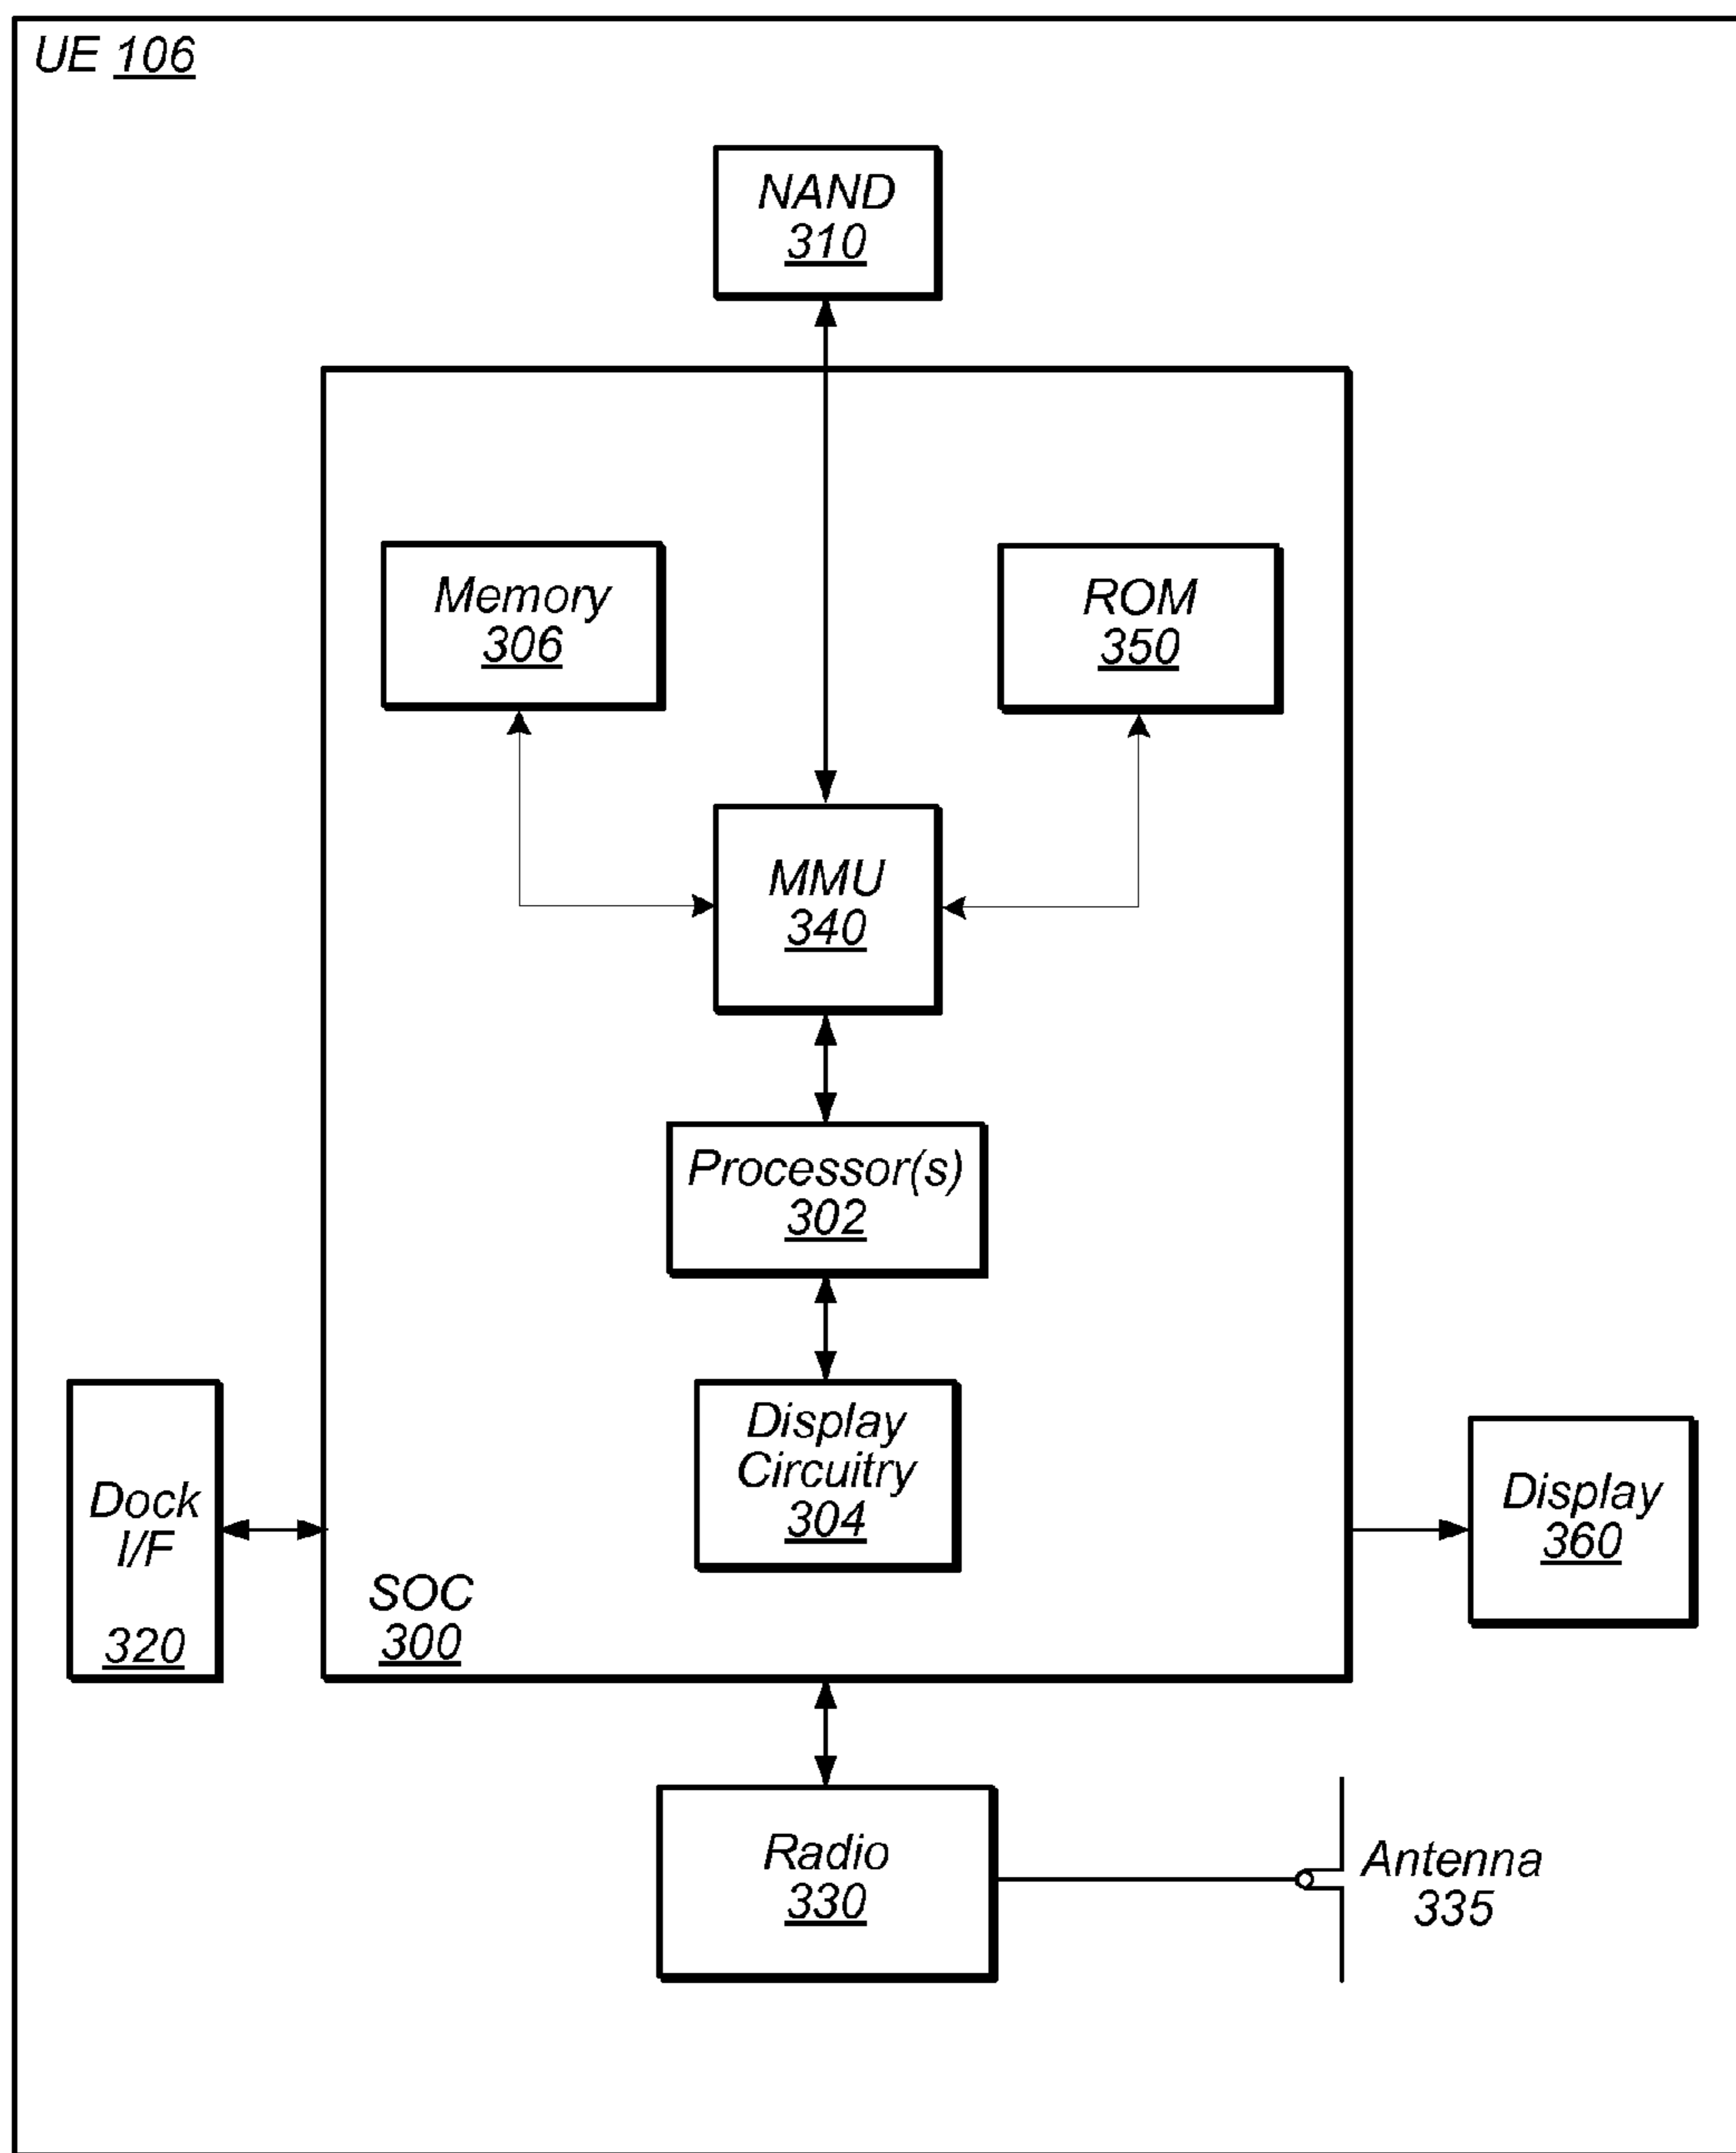 UE 106
NAND
310
Memory
306
ROM
350
MMU
340
Processor(s)
302
Display
Circuitry
304
Dock
I/F
320
SOC
300
Display
360
Radio
330
Antenna
335